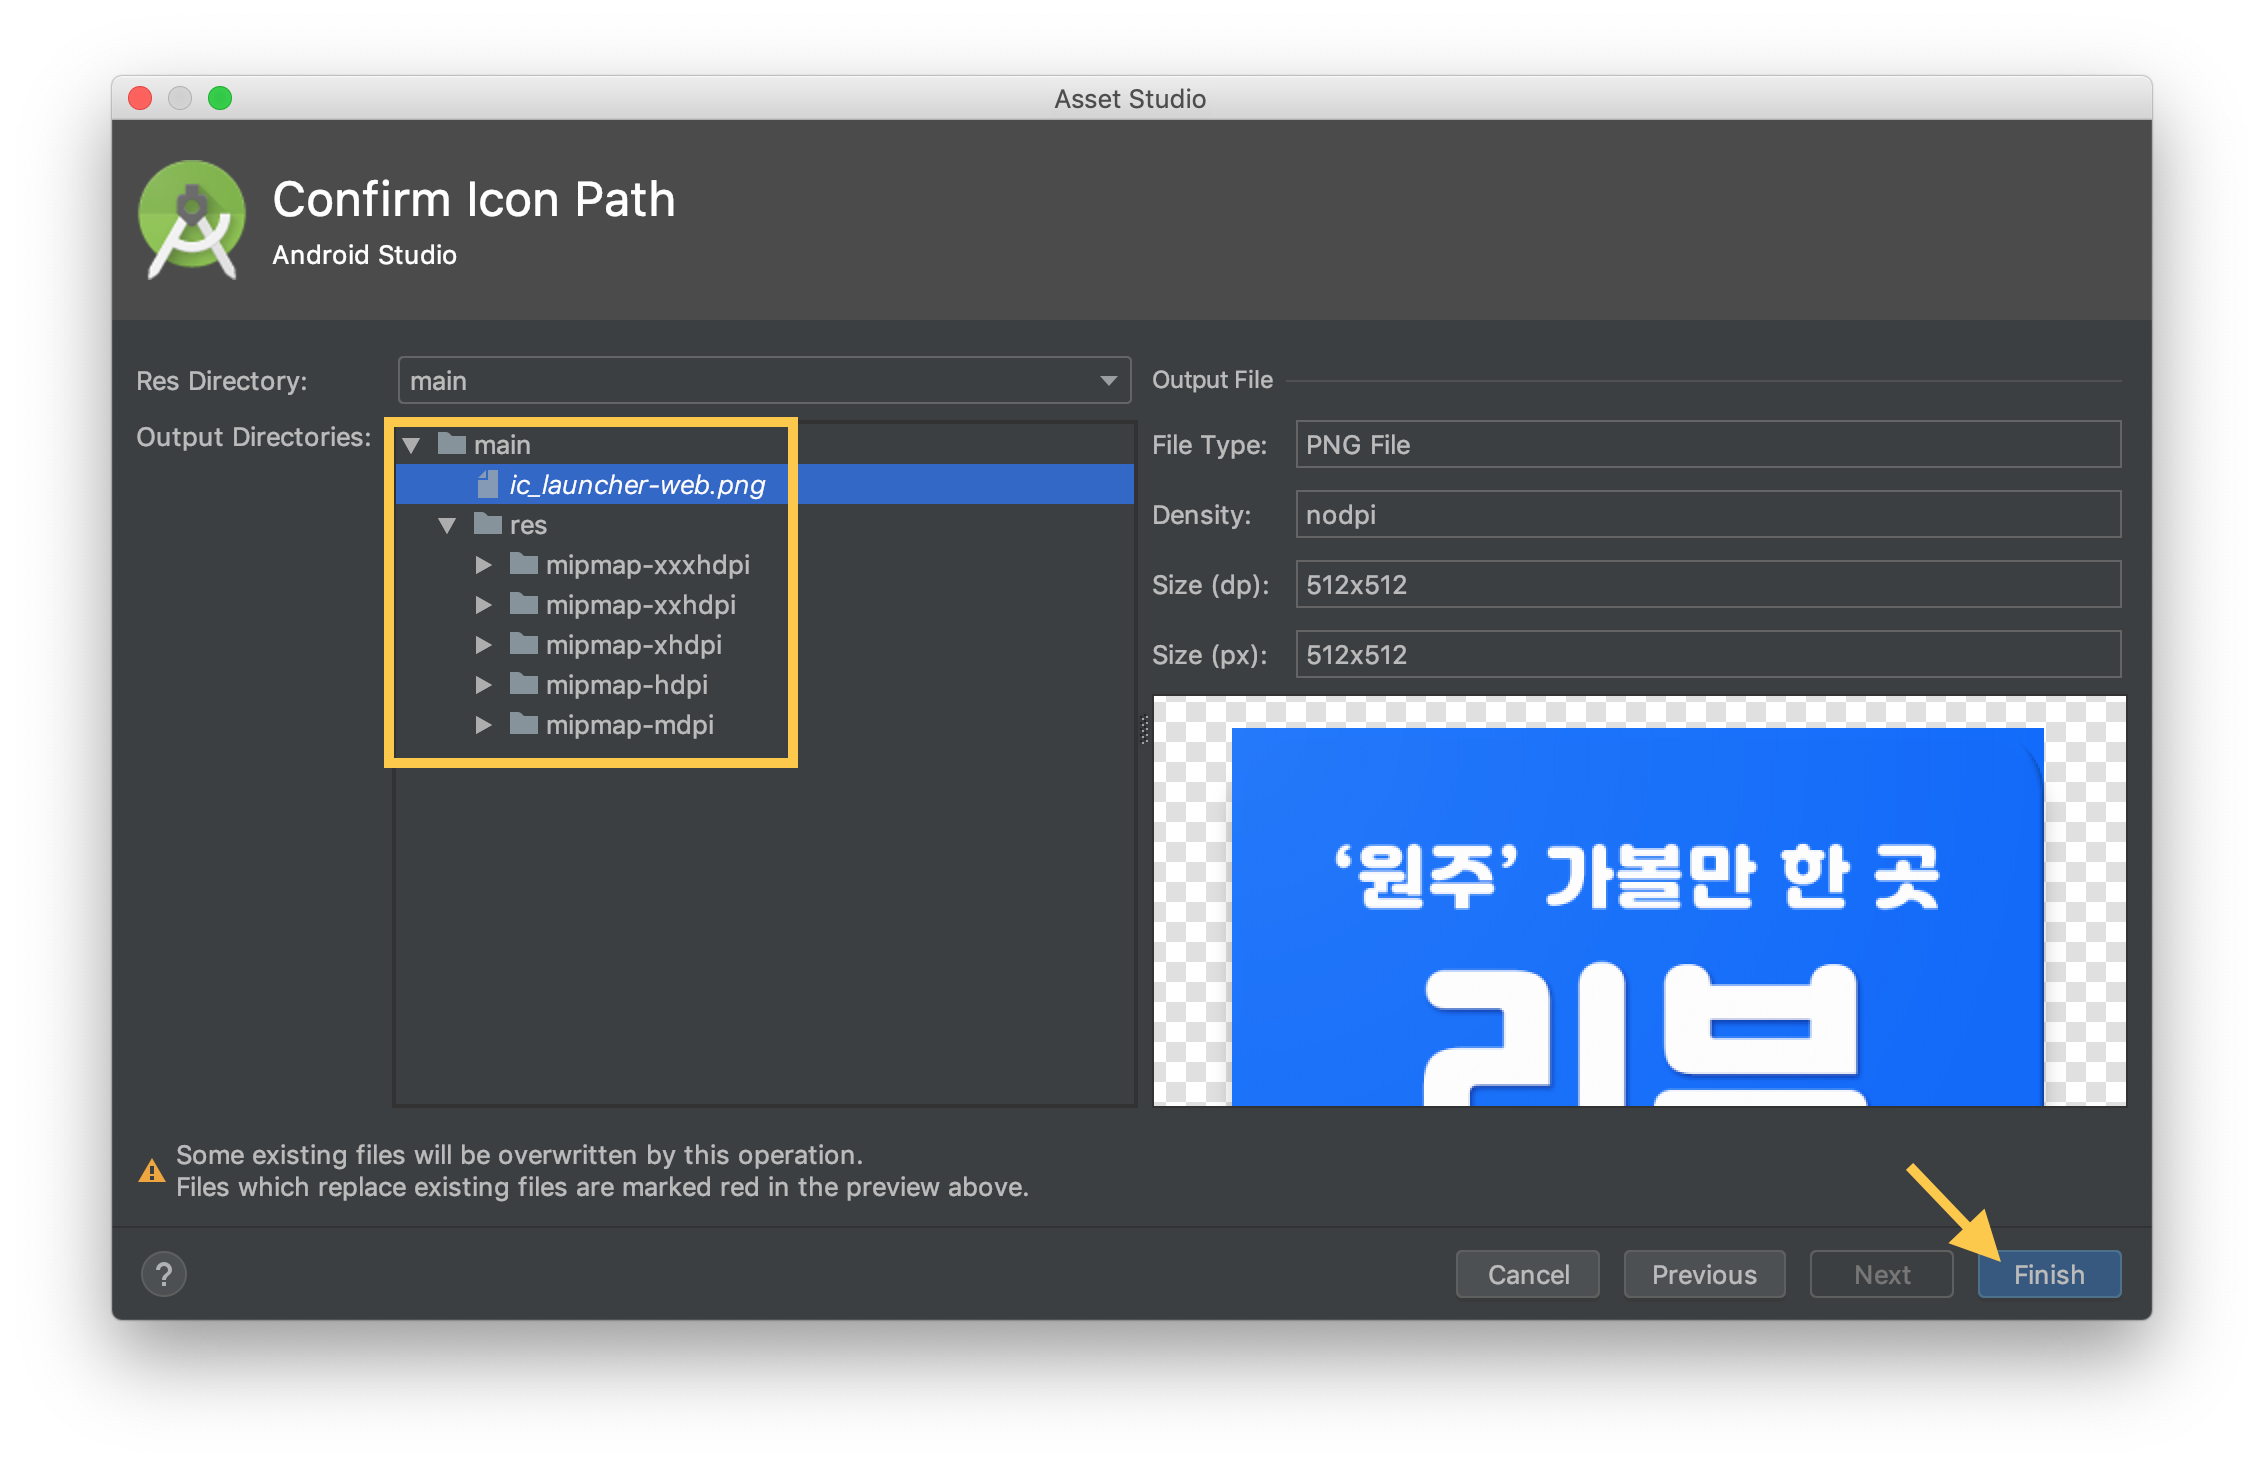 Asset Studio
Confirm Icon Path
Android Studio
Res Directory:
main
Output Directories:
main
ic_launcher-web.png
res
mipmap-xxxhdpi
mipmap-xxhdpi
mipmap-xhdpi
mipmap-hdpi
mipmap-mdpi
Output File
File Type:
PNG File
Density:
nodpi
Size (dp):
512x512
Size (px):
512x512
‘원주’ 가볼만 한 곳
리뷰
Some existing files will be overwritten by this operation.
Files which replace existing files are marked red in the preview above.
?
Cancel
Previous
Next
Finish